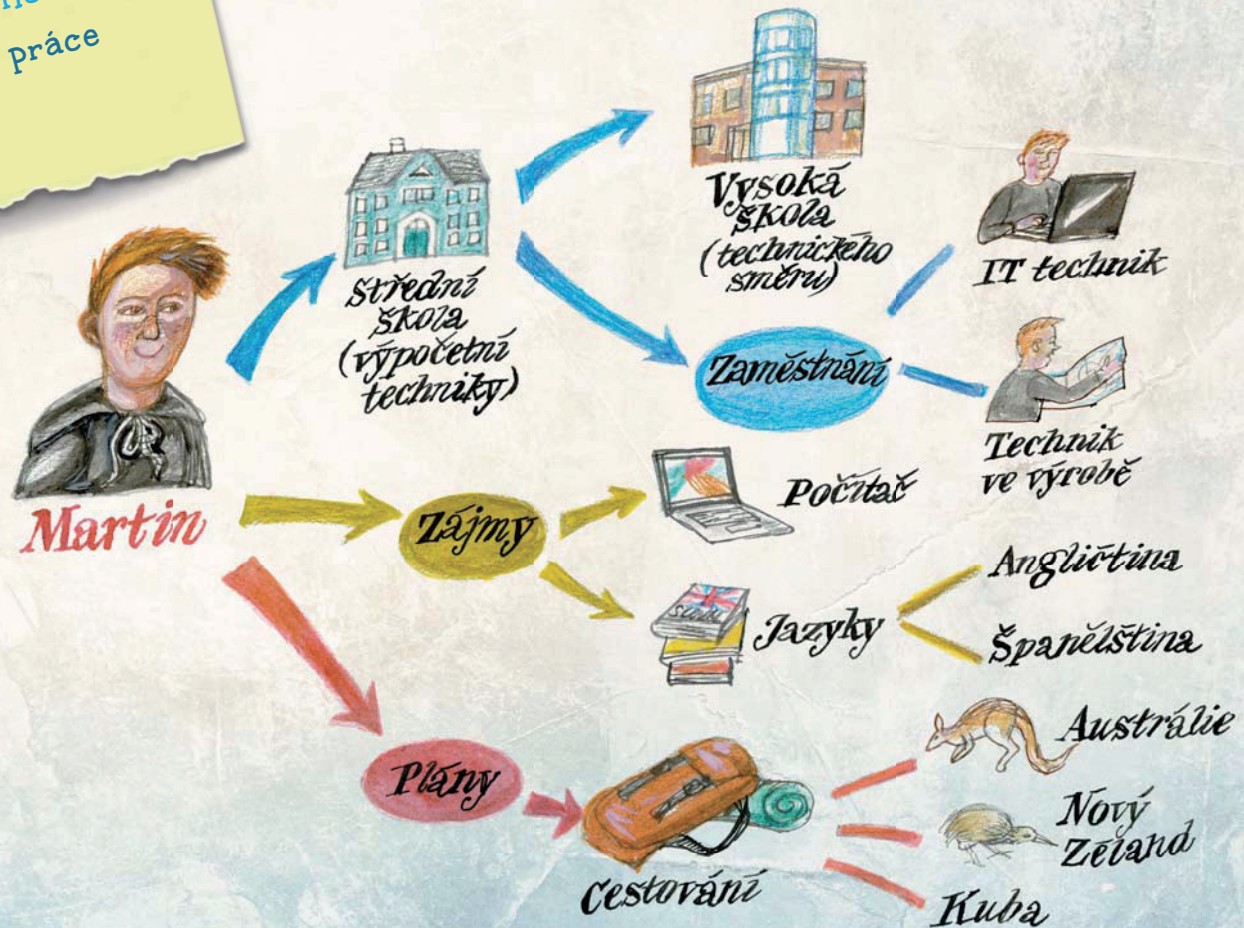 práce
Martin
Střední
škola
(výpočetní
techniky)
Vysoká
škola
(technického
směru)
Zaměstnání
IT technik
Technik
ve výrobě
Zájmy
Počítač
Jazyky
Angličtina
Španělština
Plány
Cestování
Austrálie
Nový
Zéland
Kuba